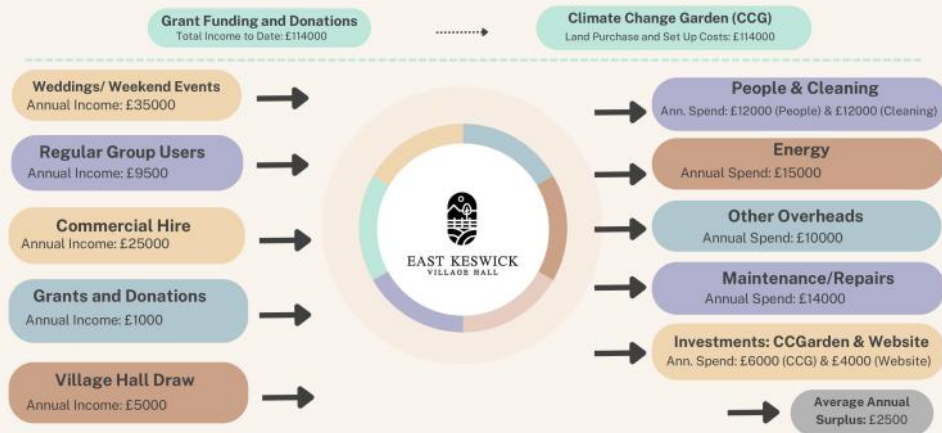 Grant Funding and Donations
Total Income to Date: £114000
Climate Change Garden (CCG)
Land Purchase and Set Up Costs: £114000
Weddings/ Weekend Events
Annual Income: £35000
Regular Group Users
Annual Income: £9500
Commercial Hire
Annual Income: £25000
Grants and Donations
Annual Income: £1000
Village Hall Draw
Annual Income: £5000
EAST KESWICK
VILLAGE HALL
People & Cleaning
Ann. Spend: £12000 (People) & £12000 (Cleaning)
Energy
Annual Spend: £15000
Other Overheads
Annual Spend: £10000
Maintenance/Repairs
Annual Spend: £14000
Investments: CCGarden & Website
Ann. Spend: £6000 (CCG) & £4000 (Website)
Average Annual
Surplus: £2500